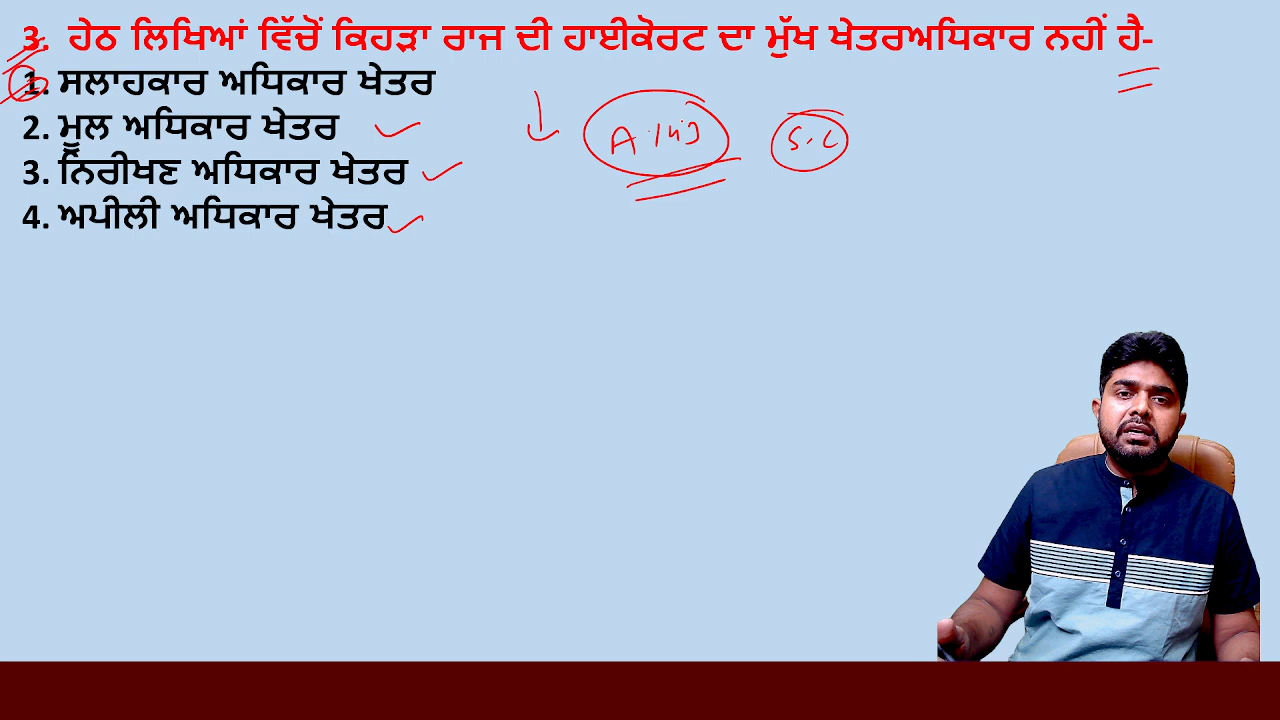 3. ਹੇਠ ਲਿਖਿਆਂ ਵਿੱਚੋਂ ਕਿਹੜਾ ਰਾਜ ਦੀ ਹਾਈਕੋਰਟ ਦਾ ਮੁੱਖ ਖੇਤਰਅਧਿਕਾਰ ਨਹੀਂ ਹੈ-
1. ਸਲਾਹਕਾਰ ਅਧਿਕਾਰ ਖੇਤਰ
2. ਮੂਲ ਅਧਿਕਾਰ ਖੇਤਰ
3. ਨਿਰੀਖਣ ਅਧਿਕਾਰ ਖੇਤਰ
4. ਅਪੀਲੀ ਅਧਿਕਾਰ ਖੇਤਰ
A. 143 S.C